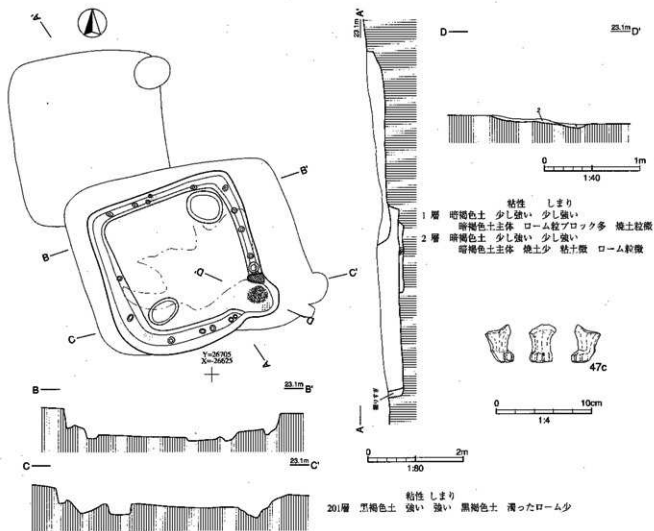 A'
B'
B
C'
D'
D
C
A
Y=26705
X=-26625
B
23.1m
B'
C
23.1m
C'
23.1m
A'
掘りすぎ
A
0 2m
1:60
D
23.1m
D'
2
0 1m
1:40
粘性 しまり
1層 暗褐色土 少し強い 少し強い
暗褐色土主体 ローム粒ブロック多 焼土粒微
2層 暗褐色土 少し強い 少し強い
暗褐色土主体 焼土少 粘土微 ローム粒微
47c
0 10cm
1:4
粘性 しまり
201層 黒褐色土 強い 強い 黒褐色土 濁ったローム少